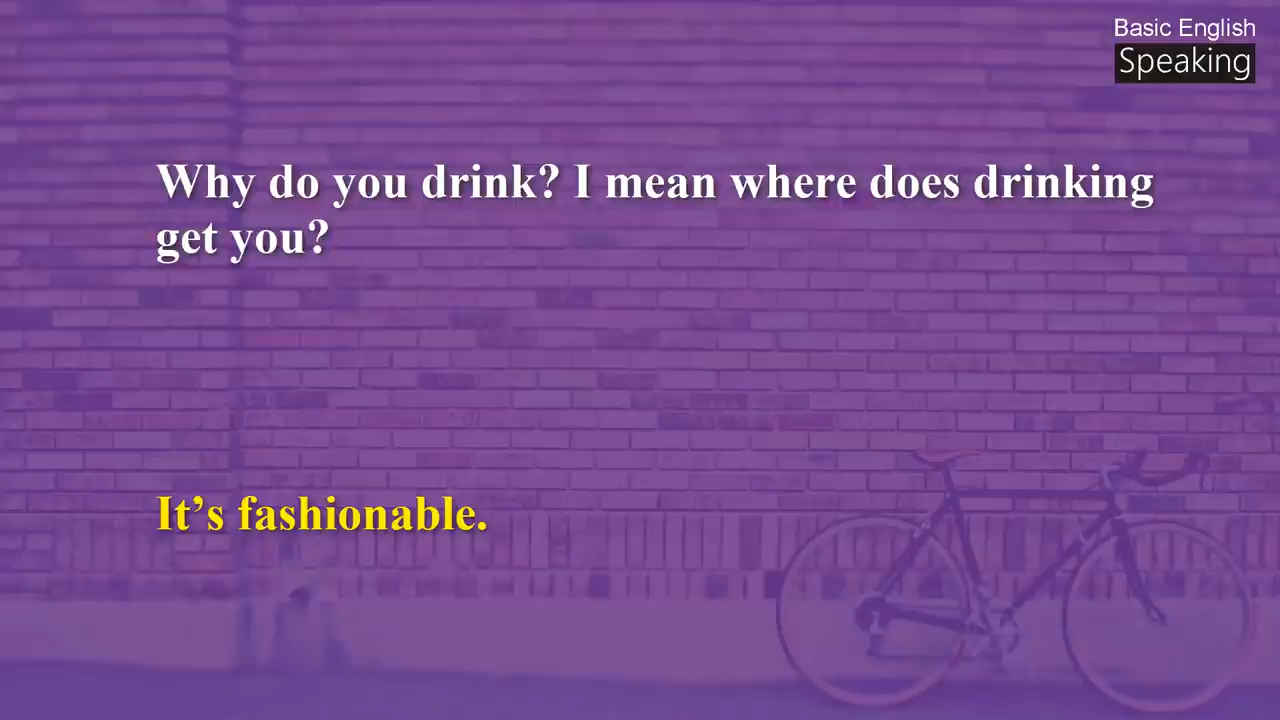 Basic English
Speaking
Why do you drink? I mean where does drinking
get you?
It’s fashionable.